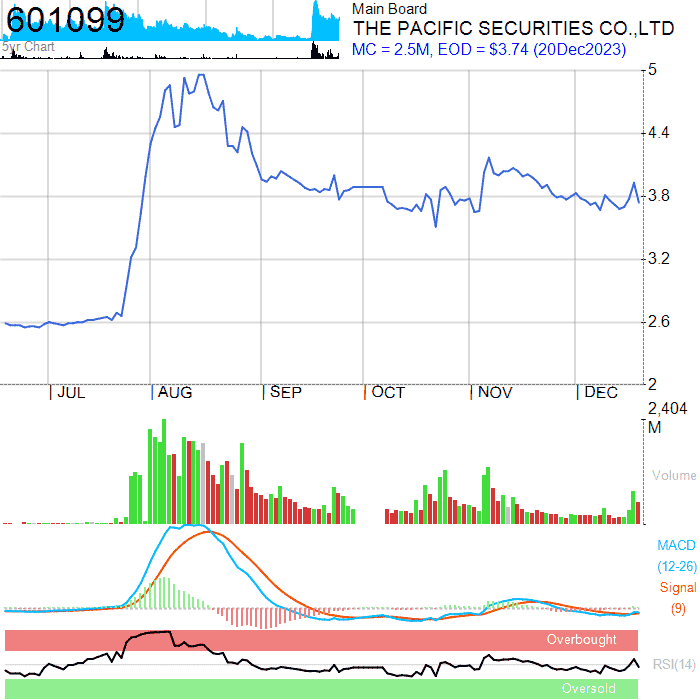 601099
5yr Chart
Main Board
THE PACIFIC SECURITIES CO.,LTD
MC = 2.5M, EOD = $3.74 (20Dec2023)
5
4.4
3.8
3.2
2.6
2
JUL AUG SEP OCT NOV DEC
2,404
M
Volume
MACD
(12-26)
Signal
(9)
Overbought
RSI(14)
Oversold